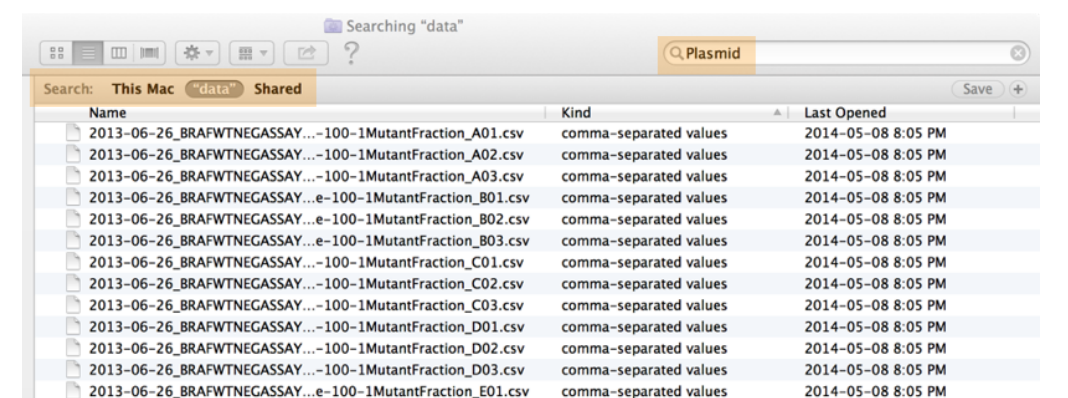 Searching "data"
?
Plasmid
Search: This Mac "data" Shared Save +
Name Kind Last Opened
2013-06-26_BRAFWTNEGASSAY...-100-1MutantFraction_A01.csv comma-separated values 2014-05-08 8:05 PM
2013-06-26_BRAFWTNEGASSAY...-100-1MutantFraction_A02.csv comma-separated values 2014-05-08 8:05 PM
2013-06-26_BRAFWTNEGASSAY...-100-1MutantFraction_A03.csv comma-separated values 2014-05-08 8:05 PM
2013-06-26_BRAFWTNEGASSAY...e-100-1MutantFraction_B01.csv comma-separated values 2014-05-08 8:05 PM
2013-06-26_BRAFWTNEGASSAY...e-100-1MutantFraction_B02.csv comma-separated values 2014-05-08 8:05 PM
2013-06-26_BRAFWTNEGASSAY...e-100-1MutantFraction_B03.csv comma-separated values 2014-05-08 8:05 PM
2013-06-26_BRAFWTNEGASSAY...-100-1MutantFraction_C01.csv comma-separated values 2014-05-08 8:05 PM
2013-06-26_BRAFWTNEGASSAY...-100-1MutantFraction_C02.csv comma-separated values 2014-05-08 8:05 PM
2013-06-26_BRAFWTNEGASSAY...-100-1MutantFraction_C03.csv comma-separated values 2014-05-08 8:05 PM
2013-06-26_BRAFWTNEGASSAY...-100-1MutantFraction_D01.csv comma-separated values 2014-05-08 8:05 PM
2013-06-26_BRAFWTNEGASSAY...-100-1MutantFraction_D02.csv comma-separated values 2014-05-08 8:05 PM
2013-06-26_BRAFWTNEGASSAY...-100-1MutantFraction_D03.csv comma-separated values 2014-05-08 8:05 PM
2013-06-26_BRAFWTNEGASSAY...e-100-1MutantFraction_E01.csv comma-separated values 2014-05-08 8:05 PM